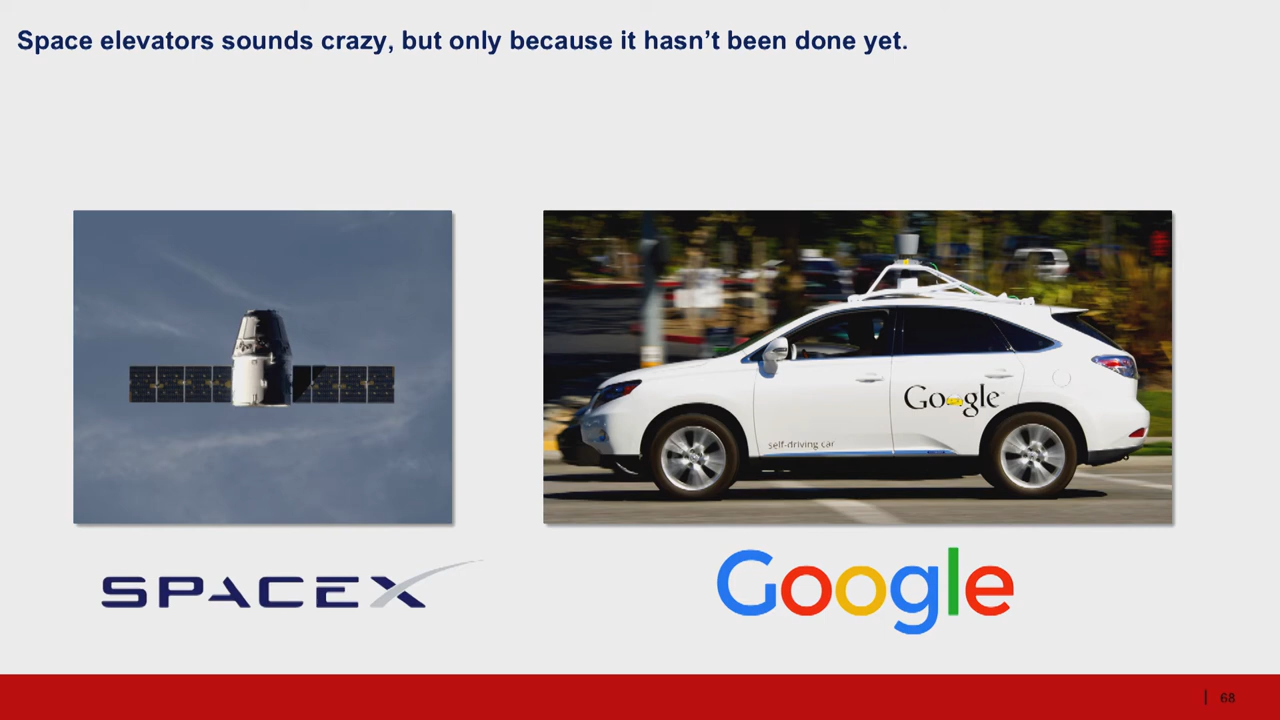 Space elevators sounds crazy, but only because it hasn’t been done yet.
Google
self-driving car
SPACEX
Google
68